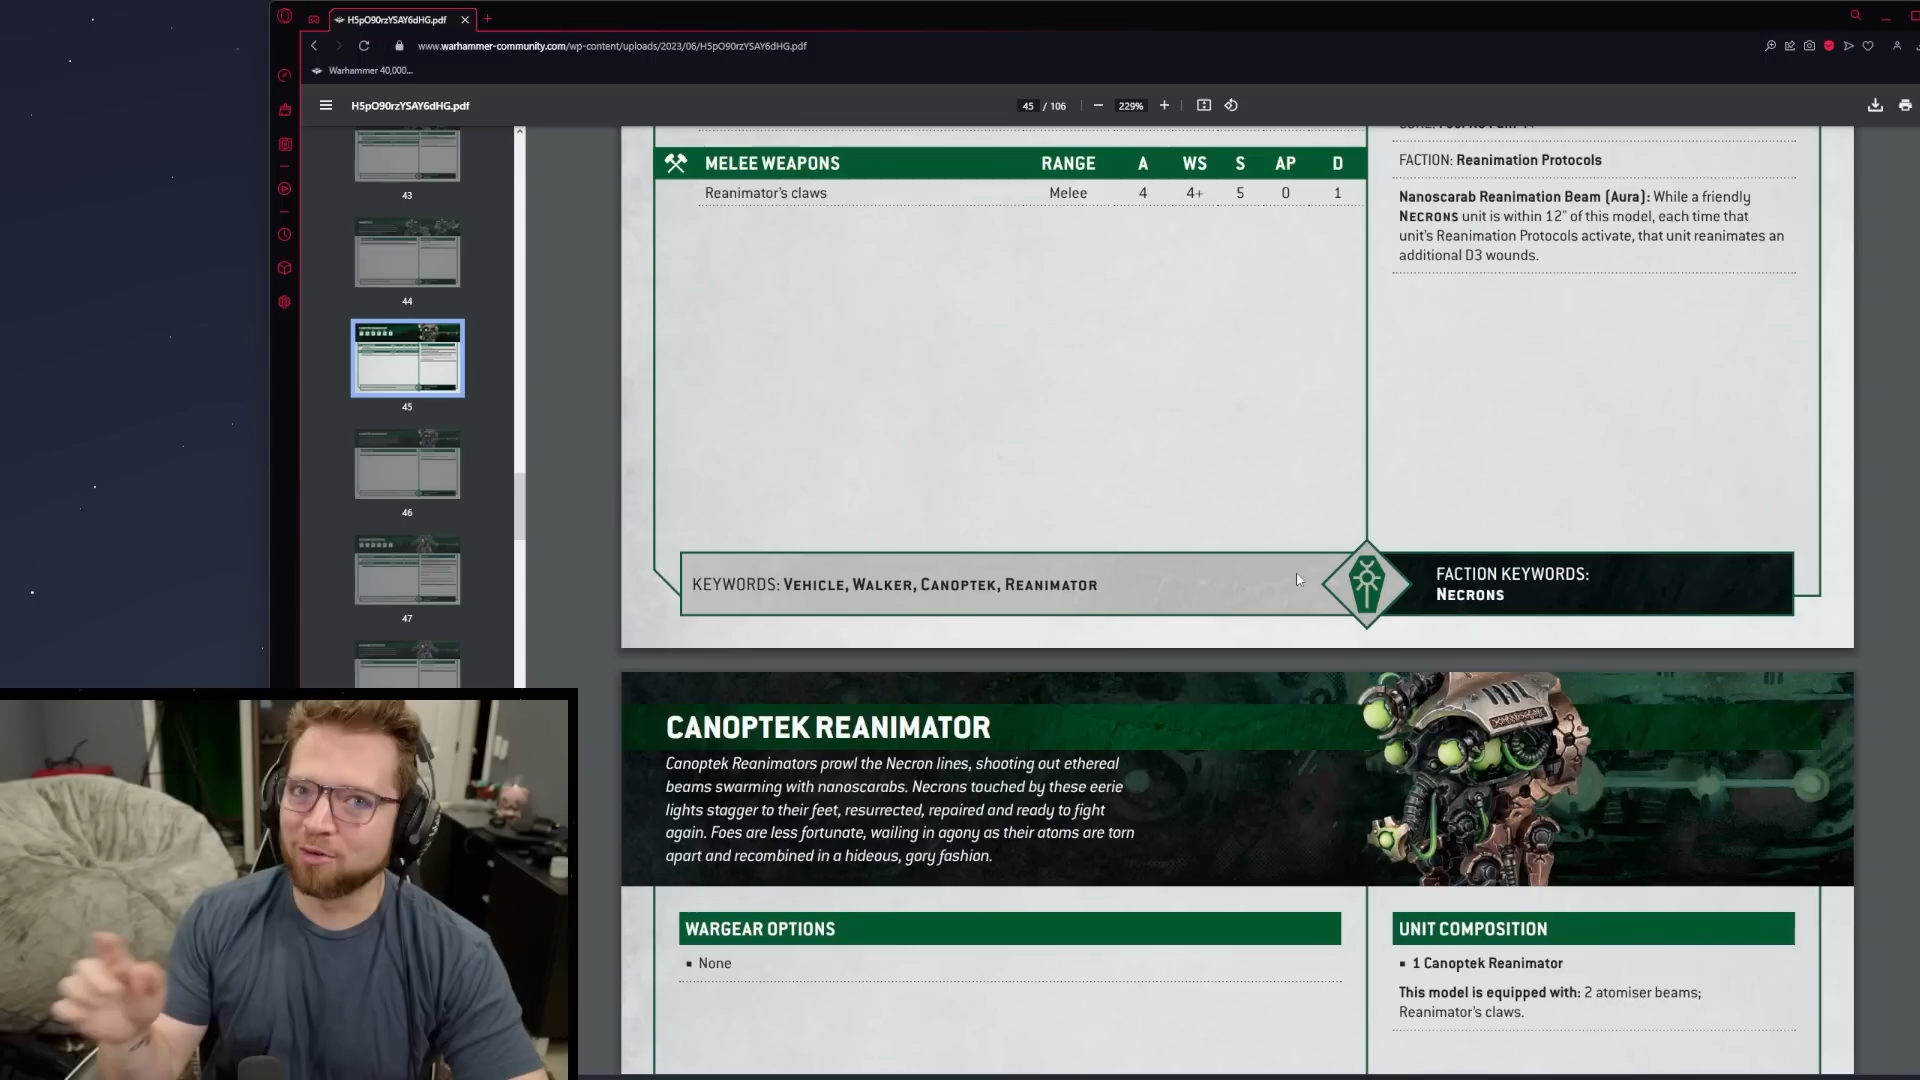 H5pO90rzYSAY6dHG.pdf
www.warhammer-community.com/wp-content/uploads/2023/06/H5pO90rzYSAY6dHG.pdf
Warhammer 40,000...
H5pO90rzYSAY6dHG.pdf
45 / 106
229%
43
44
45
46
47
MELEE WEAPONS RANGE A WS S AP D
Reanimator's claws Melee 4 4+ 5 0 1
FACTION: Reanimation Protocols
Nanoscarab Reanimation Beam (Aura): While a friendly
NECRONS unit is within 12" of this model, each time that
unit's Reanimation Protocols activate, that unit reanimates an
additional D3 wounds.
KEYWORDS: VEHICLE, WALKER, CANOPTEK, REANIMATOR
FACTION KEYWORDS:
NECRONS
CANOPTEK REANIMATOR
Canoptek Reanimators prowl the Necron lines, shooting out ethereal
beams swarming with nanoscarabs. Necrons touched by these eerie
lights stagger to their feet, resurrected, repaired and ready to fight
again. Foes are less fortunate, wailing in agony as their atoms are torn
apart and recombined in a hideous, gory fashion.
WARGEAR OPTIONS
▪ None
UNIT COMPOSITION
▪ 1 Canoptek Reanimator
This model is equipped with: 2 atomiser beams;
Reanimator's claws.